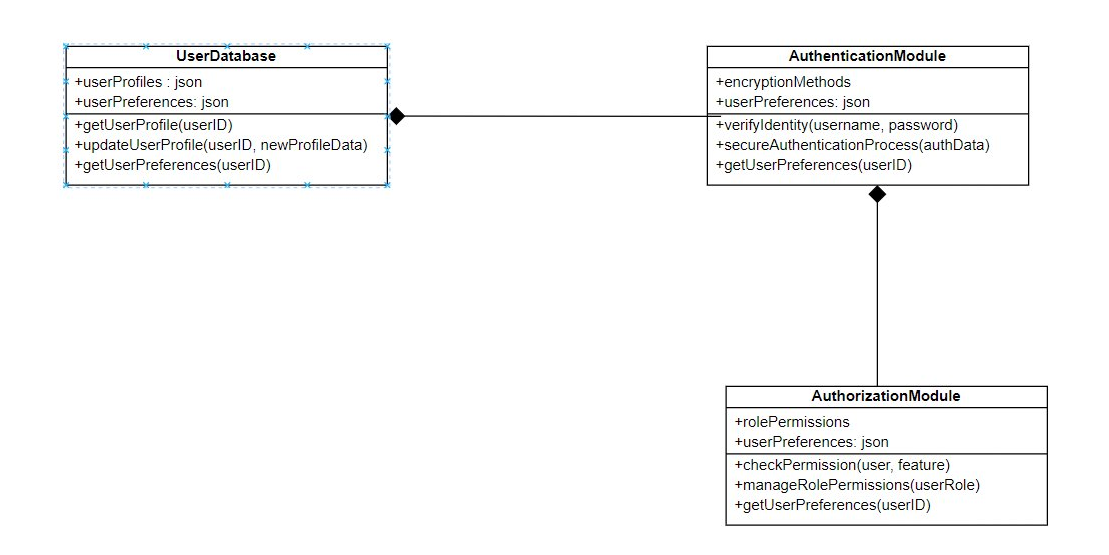 UserDatabase
+userProfiles : json
+userPreferences: json
+getUserProfile(userID)
+updateUserProfile(userID, newProfileData)
+getUserPreferences(userID)
AuthenticationModule
+encryptionMethods
+userPreferences: json
+verifyIdentity(username, password)
+secureAuthenticationProcess(authData)
+getUserPreferences(userID)
AuthorizationModule
+rolePermissions
+userPreferences: json
+checkPermission(user, feature)
+manageRolePermissions(userRole)
+getUserPreferences(userID)